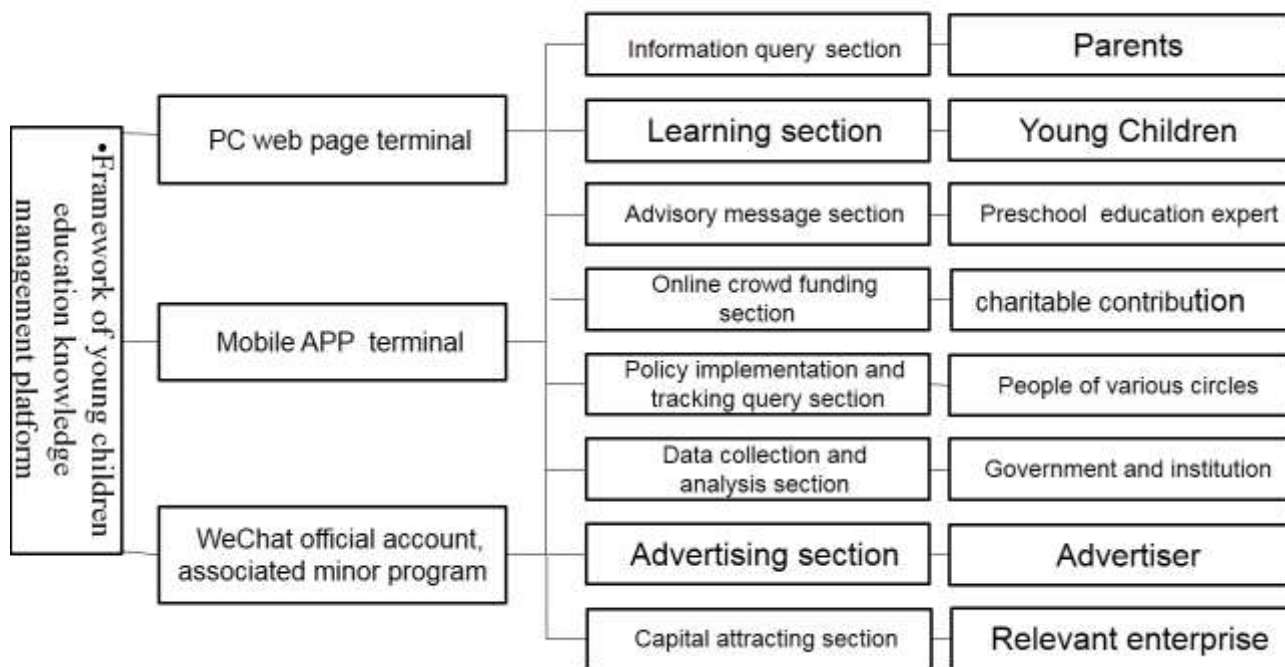 •Framework of young children
education knowledge
management platform
PC web page terminal
Mobile APP terminal
WeChat official account,
associated minor program
Information query section
Parents
Learning section
Young Children
Advisory message section
Preschool education expert
Online crowd funding
section
charitable contribution
Policy implementation and
tracking query section
People of various circles
Data collection and
analysis section
Government and institution
Advertising section
Advertiser
Capital attracting section
Relevant enterprise